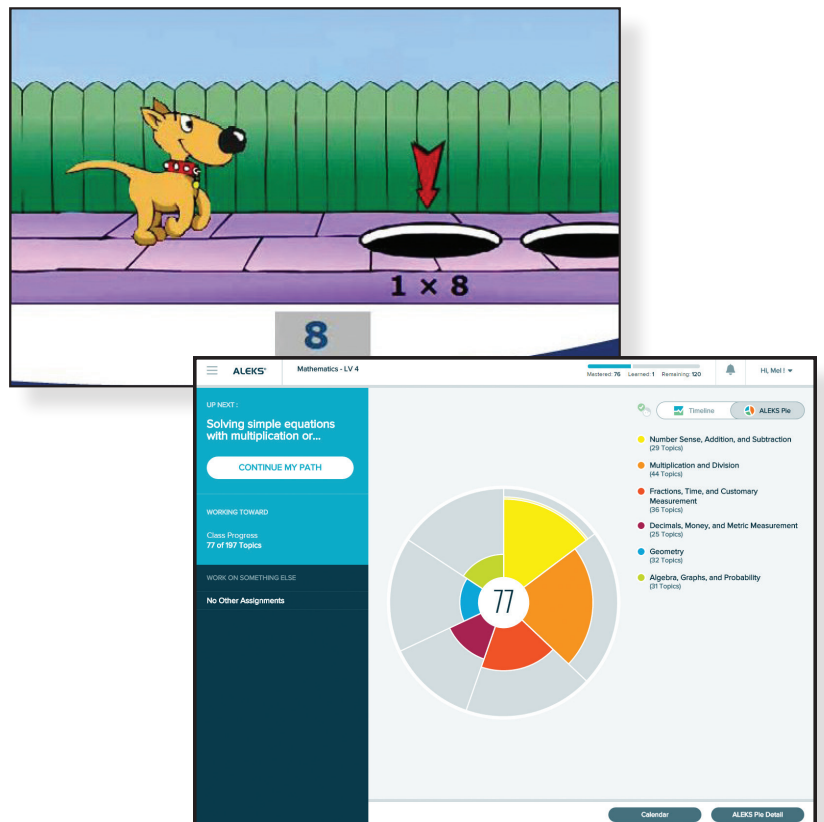 1 × 8
8
ALEKS®
Mathematics - LV 4
Mastered: 76 Learned: 1 Remaining: 120
Hi, Mel !
UP NEXT :
Solving simple equations
with multiplication or...
CONTINUE MY PATH
WORKING TOWARD
Class Progress
77 of 197 Topics
WORK ON SOMETHING ELSE
No Other Assignments
77
Timeline
ALEKS Pie
Number Sense, Addition, and Subtraction
(29 Topics)
Multiplication and Division
(44 Topics)
Fractions, Time, and Customary
Measurement
(36 Topics)
Decimals, Money, and Metric Measurement
(25 Topics)
Geometry
(32 Topics)
Algebra, Graphs, and Probability
(31 Topics)
Calendar
ALEKS Pie Detail